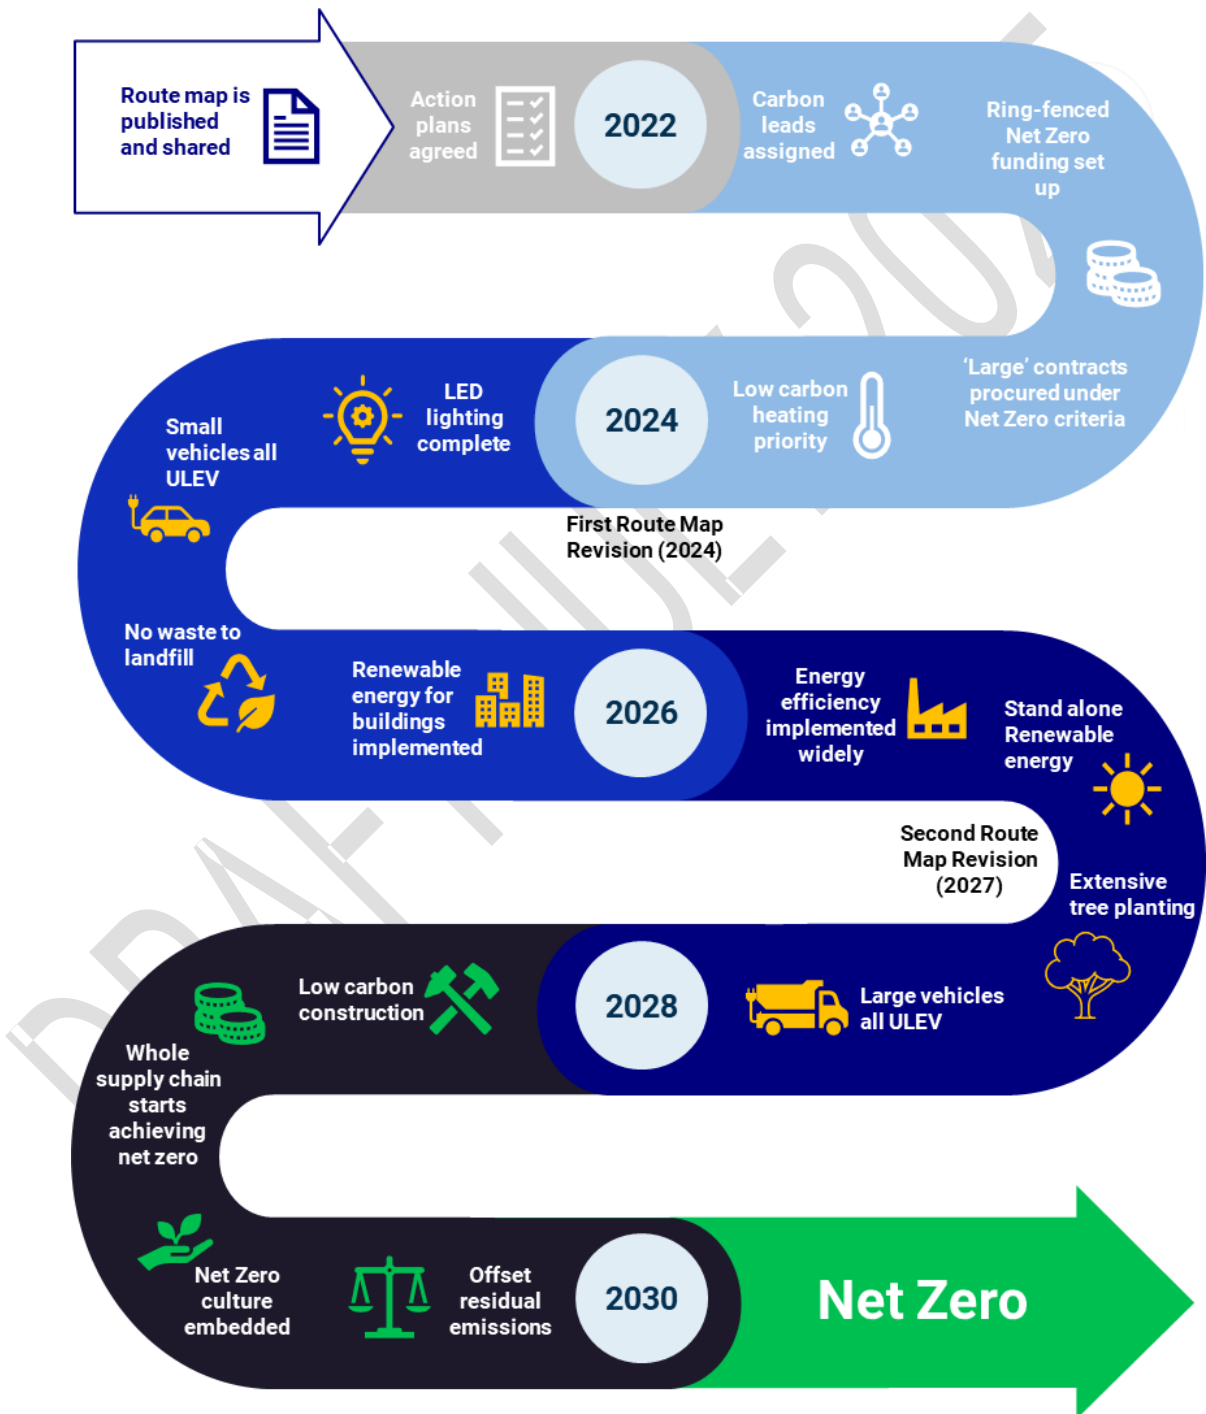 Route map is
published
and shared
Action
plans
agreed
2022
Carbon
leads
assigned
Ring-fenced
Net Zero
funding set
up
'Large' contracts
procured under
Net Zero criteria
Low carbon
heating
priority
2024
First Route Map
Revision (2024)
LED
lighting
complete
Small
vehicles all
ULEV
No waste to
landfill
Renewable
energy for
buildings
implemented
2026
Energy
efficiency
implemented
widely
Stand alone
Renewable
energy
Second Route
Map Revision
(2027)
Extensive
tree planting
Large vehicles
all ULEV
2028
Low carbon
construction
Whole
supply chain
starts
achieving
net zero
Net Zero
culture
embedded
Offset
residual
emissions
2030
Net Zero